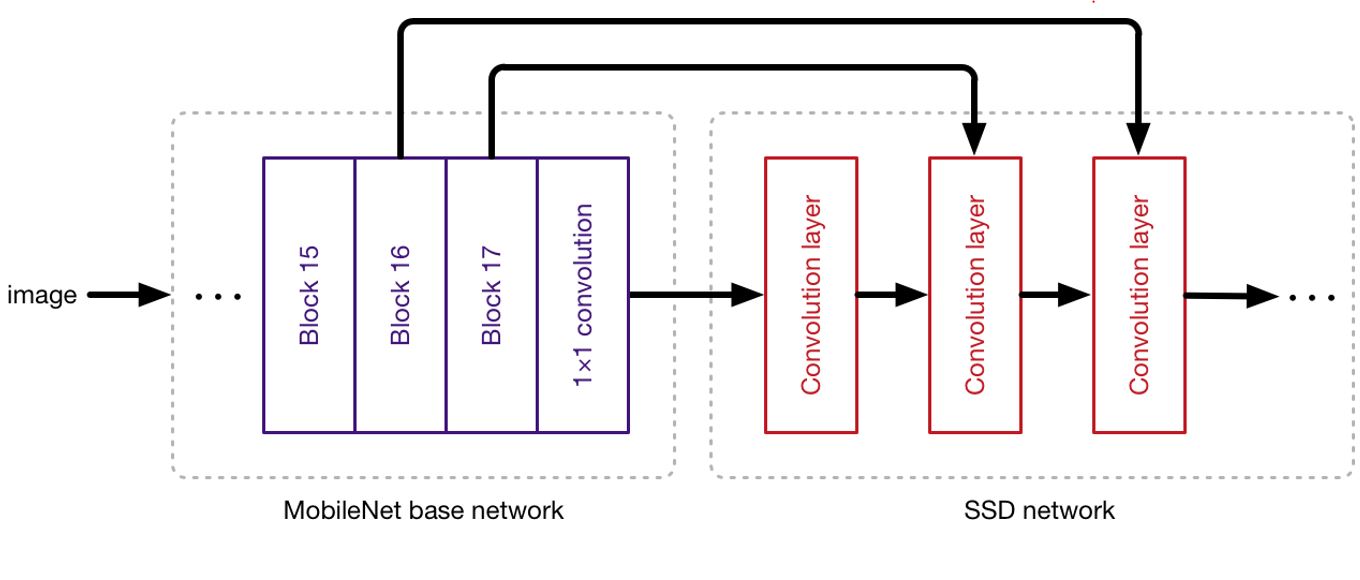 image
. . .
Block 15
Block 16
Block 17
1×1 convolution
Convolution layer
Convolution layer
Convolution layer
. . .
MobileNet base network
SSD network